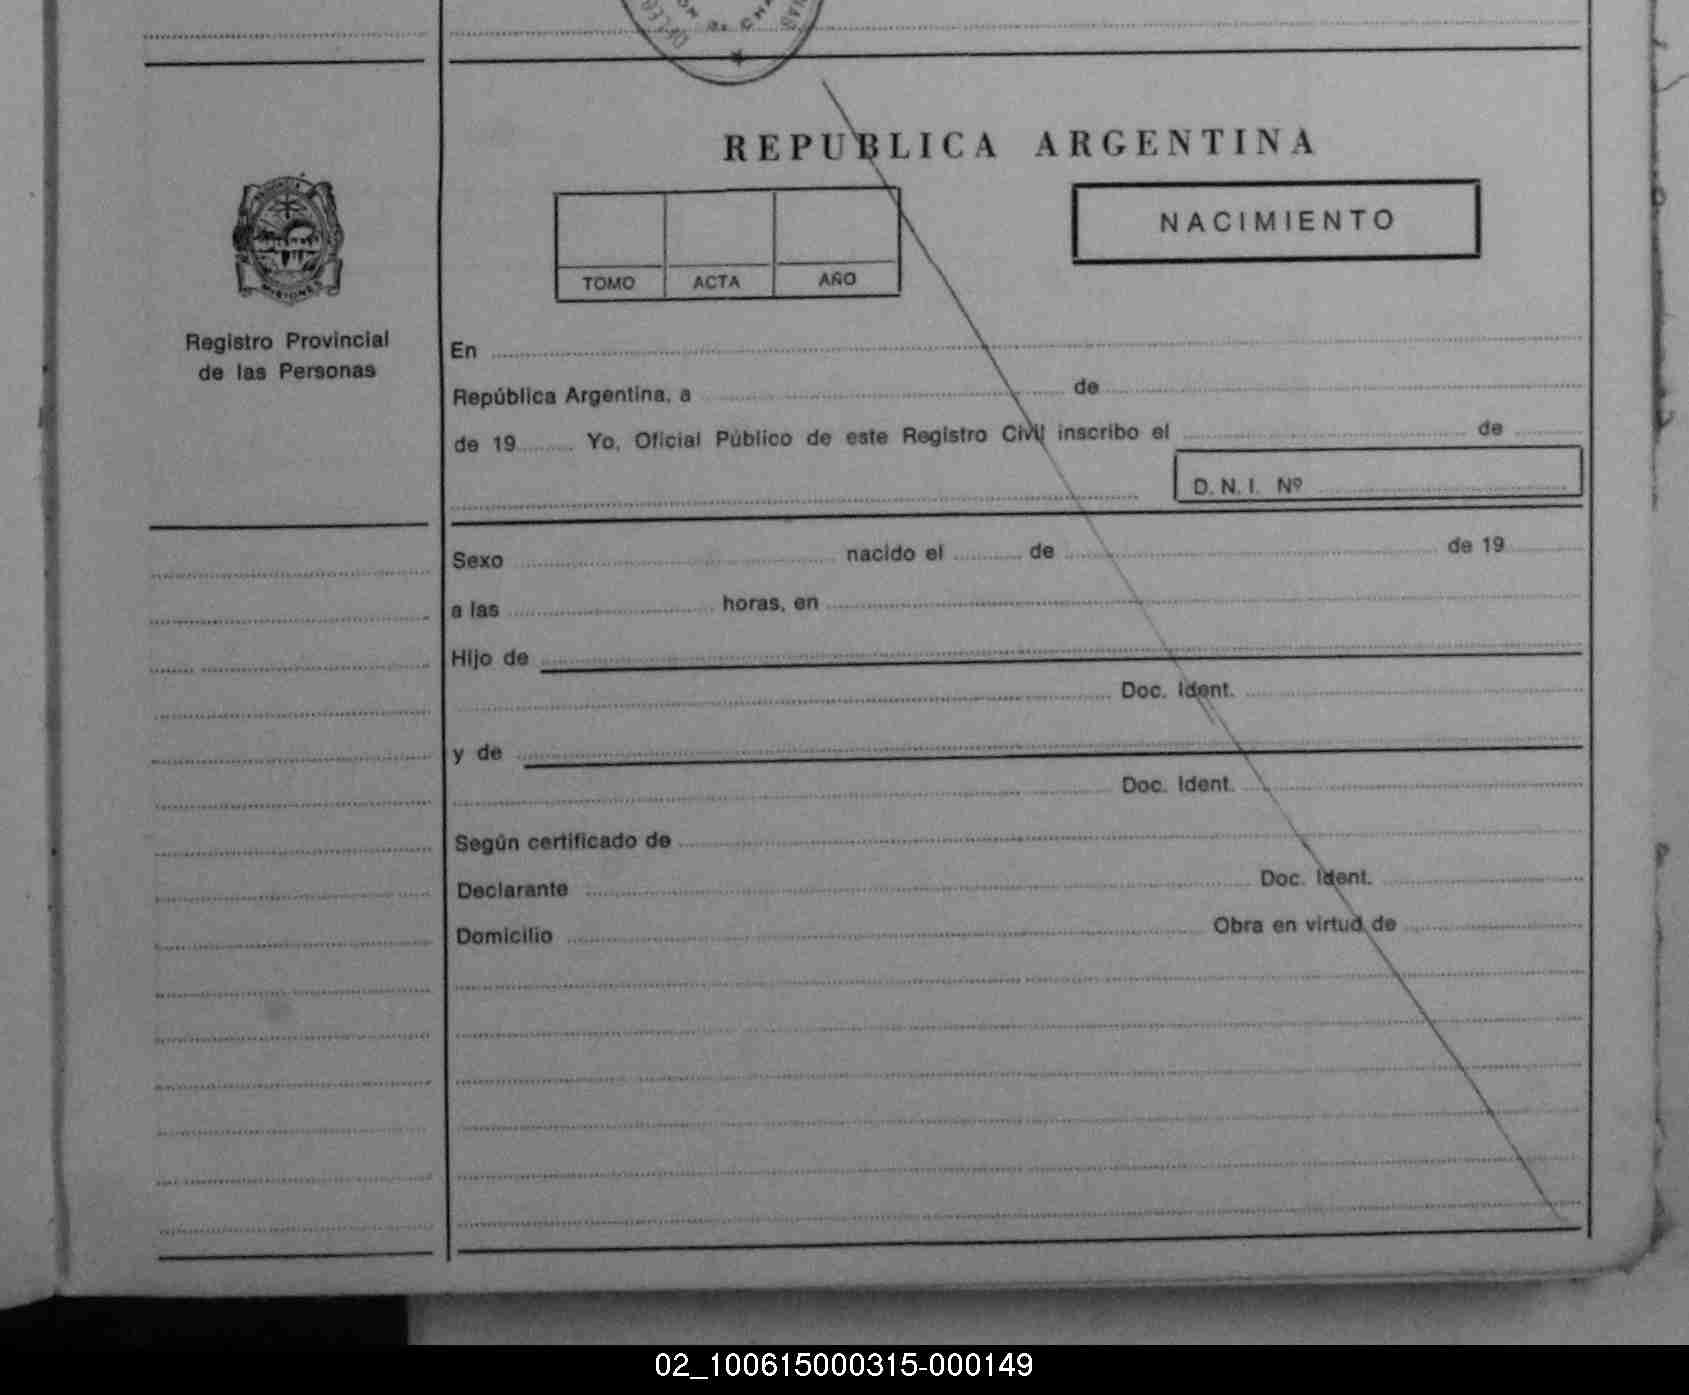 REPUBLICA ARGENTINA
NACIMIENTO
TOMO ACTA AÑO
MISIONES
Registro Provincial
de las Personas
En
República Argentina, a de
de 19 Yo, Oficial Público de este Registro Civil inscribo el de
D. N. I. Nº
Sexo nacido el de de 19
a las horas, en
Hijo de
Doc. Ident.
y de
Doc. Ident.
Según certificado de
Declarante Doc. Ident.
Domicilio Obra en virtud de
02_100615000315-000149